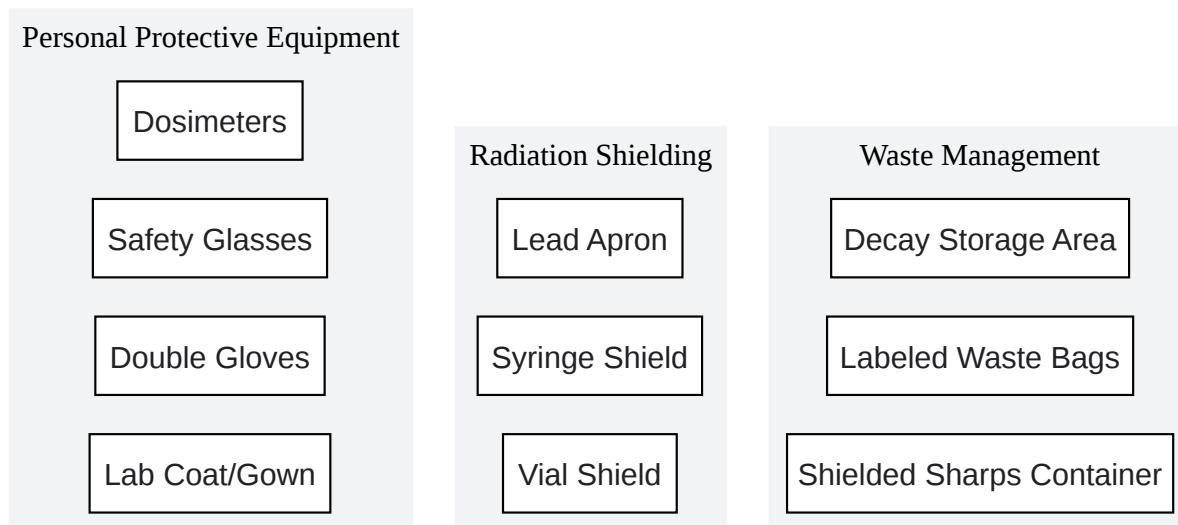 Personal Protective Equipment
Dosimeters
Safety Glasses
Double Gloves
Lab Coat/Gown
Radiation Shielding
Lead Apron
Syringe Shield
Vial Shield
Waste Management
Decay Storage Area
Labeled Waste Bags
Shielded Sharps Container